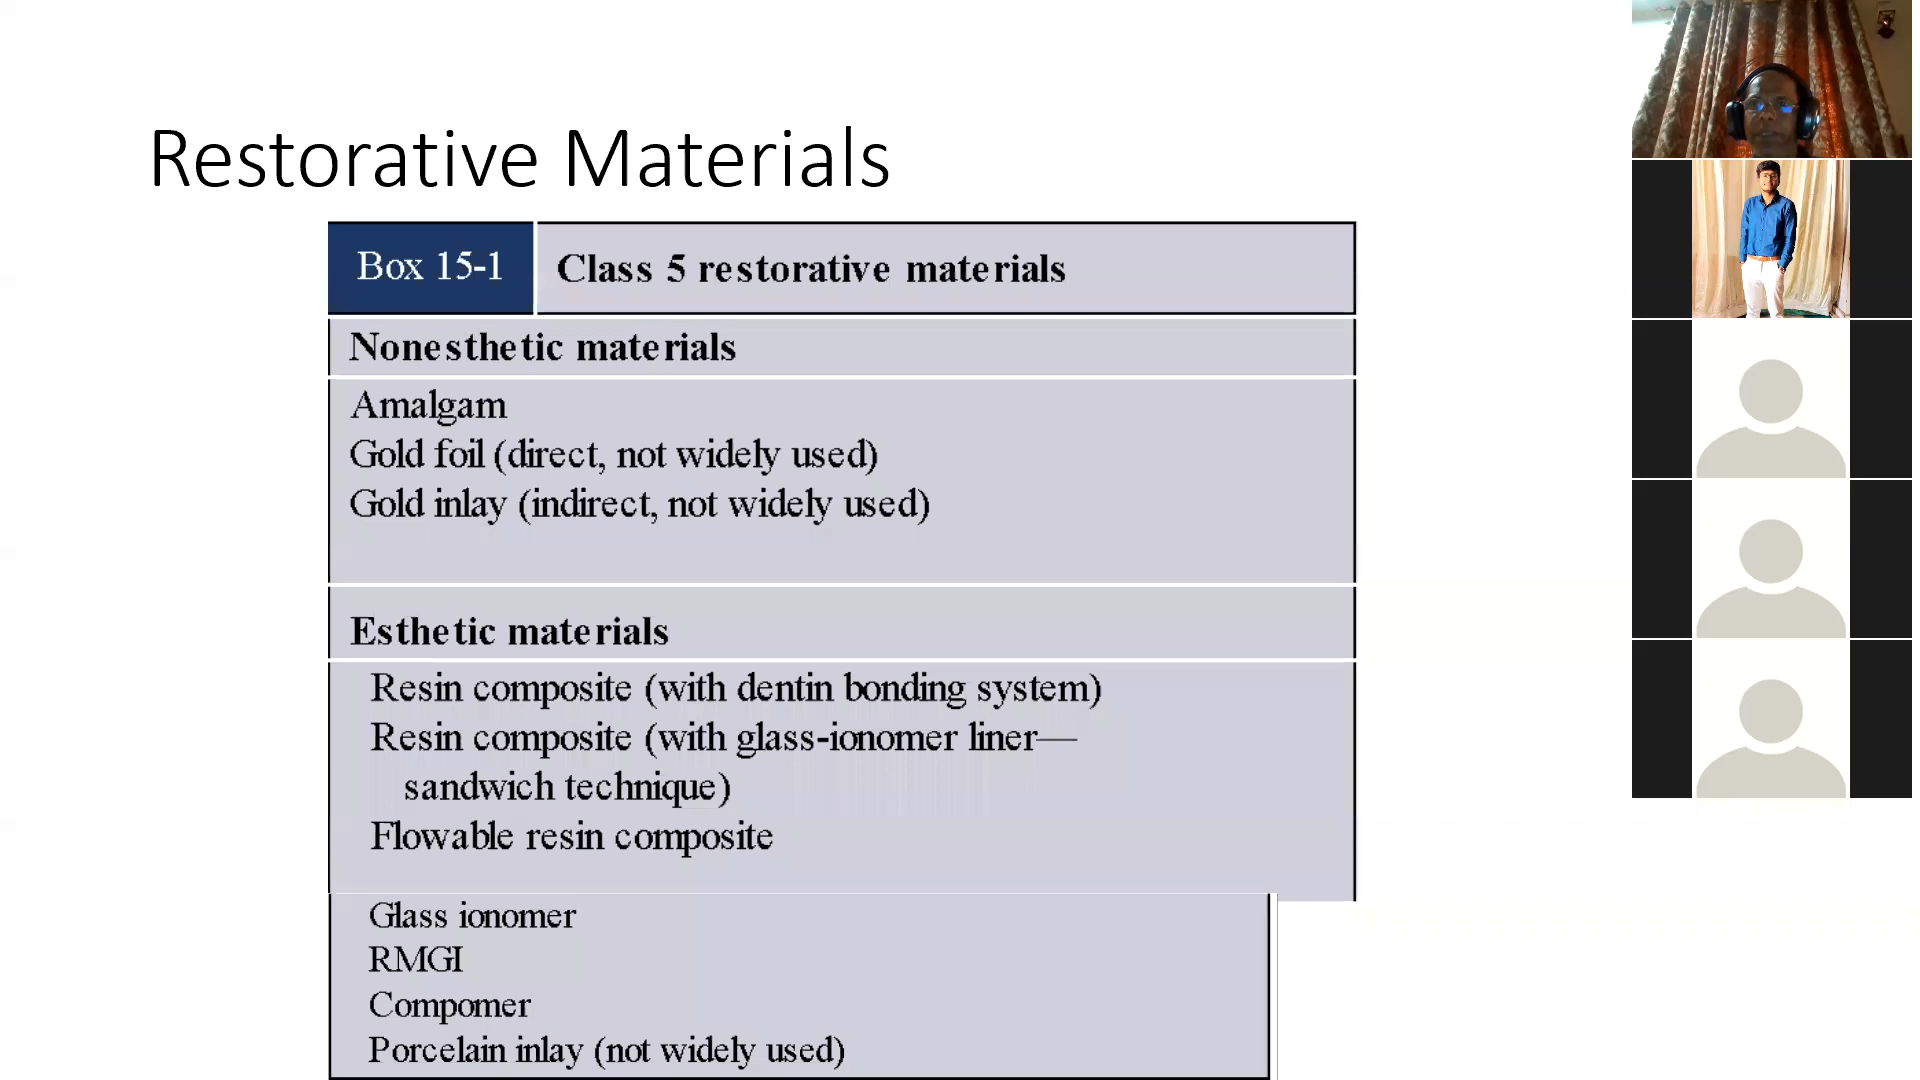 Restorative Materials
Box 15-1 Class 5 restorative materials
Nonesthetic materials
Amalgam
Gold foil (direct, not widely used)
Gold inlay (indirect, not widely used)
Esthetic materials
Resin composite (with dentin bonding system)
Resin composite (with glass-ionomer liner—
sandwich technique)
Flowable resin composite
Glass ionomer
RMGI
Compomer
Porcelain inlay (not widely used)